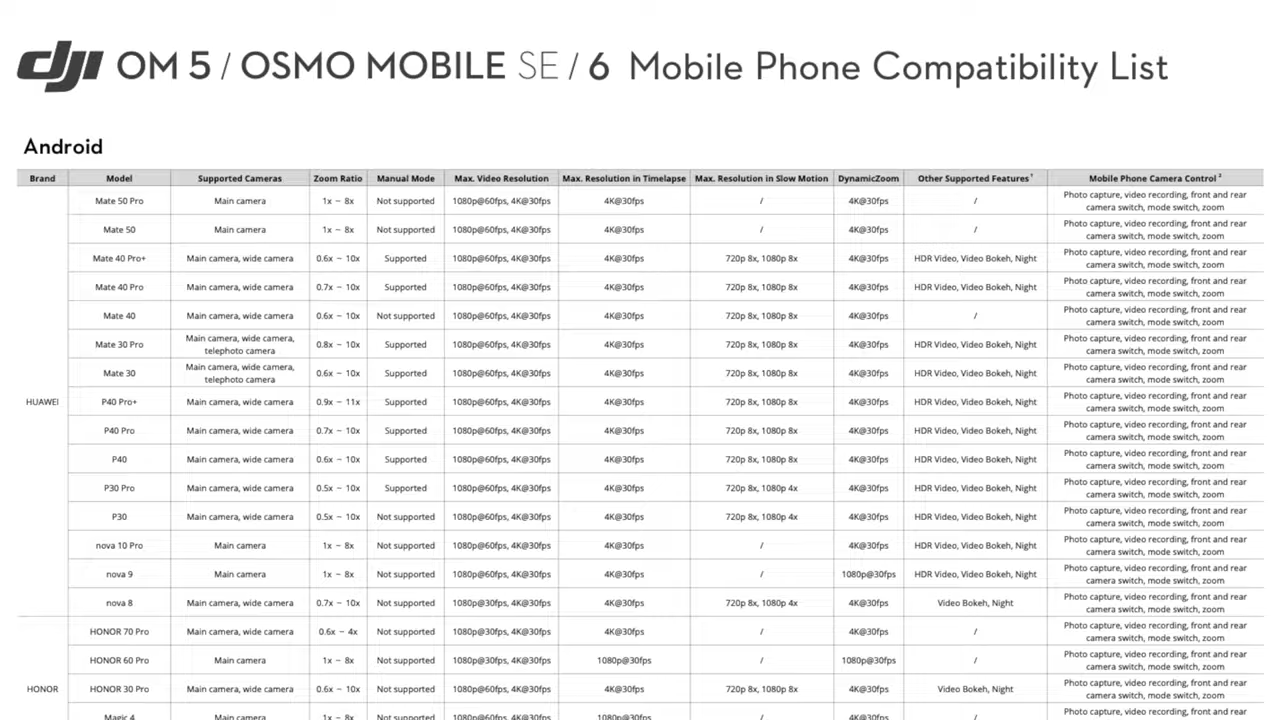 dji OM 5 / OSMO MOBILE SE / 6 Mobile Phone Compatibility List
Android
Brand Model Supported Cameras Zoom Ratio Manual Mode Max. Video Resolution Max. Resolution in Timelapse Max. Resolution in Slow Motion DynamicZoom Other Supported Features¹ Mobile Phone Camera Control²
Mate 50 Pro Main camera 1x ~ 8x Not supported 1080p@60fps, 4K@30fps 4K@30fps / 4K@30fps / Photo capture, video recording, front and rear
camera switch, mode switch, zoom
Mate 50 Main camera 1x ~ 8x Not supported 1080p@60fps, 4K@30fps 4K@30fps / 4K@30fps / Photo capture, video recording, front and rear
camera switch, mode switch, zoom
Mate 40 Pro+ Main camera, wide camera 0.6x ~ 10x Supported 1080p@60fps, 4K@30fps 4K@30fps 720p 8x, 1080p 8x 4K@30fps HDR Video, Video Bokeh, Night Photo capture, video recording, front and rear
camera switch, mode switch, zoom
Mate 40 Pro Main camera, wide camera 0.7x ~ 10x Supported 1080p@60fps, 4K@30fps 4K@30fps 720p 8x, 1080p 8x 4K@30fps HDR Video, Video Bokeh, Night Photo capture, video recording, front and rear
camera switch, mode switch, zoom
Mate 40 Main camera, wide camera 0.6x ~ 10x Not supported 1080p@60fps, 4K@30fps 4K@30fps 720p 8x, 1080p 8x 4K@30fps / Photo capture, video recording, front and rear
camera switch, mode switch, zoom
Mate 30 Pro Main camera, wide camera,
telephoto camera 0.8x ~ 10x Supported 1080p@60fps, 4K@30fps 4K@30fps 720p 8x, 1080p 8x 4K@30fps HDR Video, Video Bokeh, Night Photo capture, video recording, front and rear
camera switch, mode switch, zoom
Mate 30 Main camera, wide camera,
telephoto camera 0.6x ~ 10x Supported 1080p@60fps, 4K@30fps 4K@30fps 720p 8x, 1080p 8x 4K@30fps HDR Video, Video Bokeh, Night Photo capture, video recording, front and rear
camera switch, mode switch, zoom
HUAWEI P40 Pro+ Main camera, wide camera 0.9x ~ 11x Supported 1080p@60fps, 4K@30fps 4K@30fps 720p 8x, 1080p 8x 4K@30fps HDR Video, Video Bokeh, Night Photo capture, video recording, front and rear
camera switch, mode switch, zoom
P40 Pro Main camera, wide camera 0.7x ~ 10x Supported 1080p@60fps, 4K@30fps 4K@30fps 720p 8x, 1080p 8x 4K@30fps HDR Video, Video Bokeh, Night Photo capture, video recording, front and rear
camera switch, mode switch, zoom
P40 Main camera, wide camera 0.6x ~ 10x Supported 1080p@60fps, 4K@30fps 4K@30fps 720p 8x, 1080p 8x 4K@30fps HDR Video, Video Bokeh, Night Photo capture, video recording, front and rear
camera switch, mode switch, zoom
P30 Pro Main camera, wide camera 0.5x ~ 10x Supported 1080p@60fps, 4K@30fps 4K@30fps 720p 8x, 1080p 4x 4K@30fps HDR Video, Video Bokeh, Night Photo capture, video recording, front and rear
camera switch, mode switch, zoom
P30 Main camera, wide camera 0.5x ~ 10x Not supported 1080p@60fps, 4K@30fps 4K@30fps 720p 8x, 1080p 4x 4K@30fps HDR Video, Video Bokeh, Night Photo capture, video recording, front and rear
camera switch, mode switch, zoom
nova 10 Pro Main camera 1x ~ 8x Not supported 1080p@60fps, 4K@30fps 4K@30fps / 4K@30fps HDR Video, Video Bokeh, Night Photo capture, video recording, front and rear
camera switch, mode switch, zoom
nova 9 Main camera 1x ~ 8x Not supported 1080p@60fps, 4K@30fps 4K@30fps / 1080p@30fps HDR Video, Video Bokeh, Night Photo capture, video recording, front and rear
camera switch, mode switch, zoom
nova 8 Main camera, wide camera 0.7x ~ 10x Not supported 1080p@30fps, 4K@30fps 4K@30fps 720p 8x, 1080p 4x 4K@30fps Video Bokeh, Night Photo capture, video recording, front and rear
camera switch, mode switch, zoom
HONOR 70 Pro Main camera, wide camera 0.6x ~ 4x Not supported 1080p@30fps, 4K@30fps 4K@30fps / 4K@30fps / Photo capture, video recording, front and rear
camera switch, mode switch, zoom
HONOR 60 Pro Main camera 1x ~ 8x Not supported 1080p@30fps, 4K@30fps 1080p@30fps / 1080p@30fps / Photo capture, video recording, front and rear
camera switch, mode switch, zoom
HONOR HONOR 30 Pro Main camera, wide camera 0.6x ~ 10x Not supported 1080p@60fps, 4K@30fps 4K@30fps 720p 8x, 1080p 8x 4K@30fps Video Bokeh, Night Photo capture, video recording, front and rear
camera switch, mode switch, zoom
Magic 4 Main camera 1x ~ 8x Not supported 1080p@60fps, 4K@30fps 1080p@30fps / 4K@30fps / Photo capture, video recording, front and rear